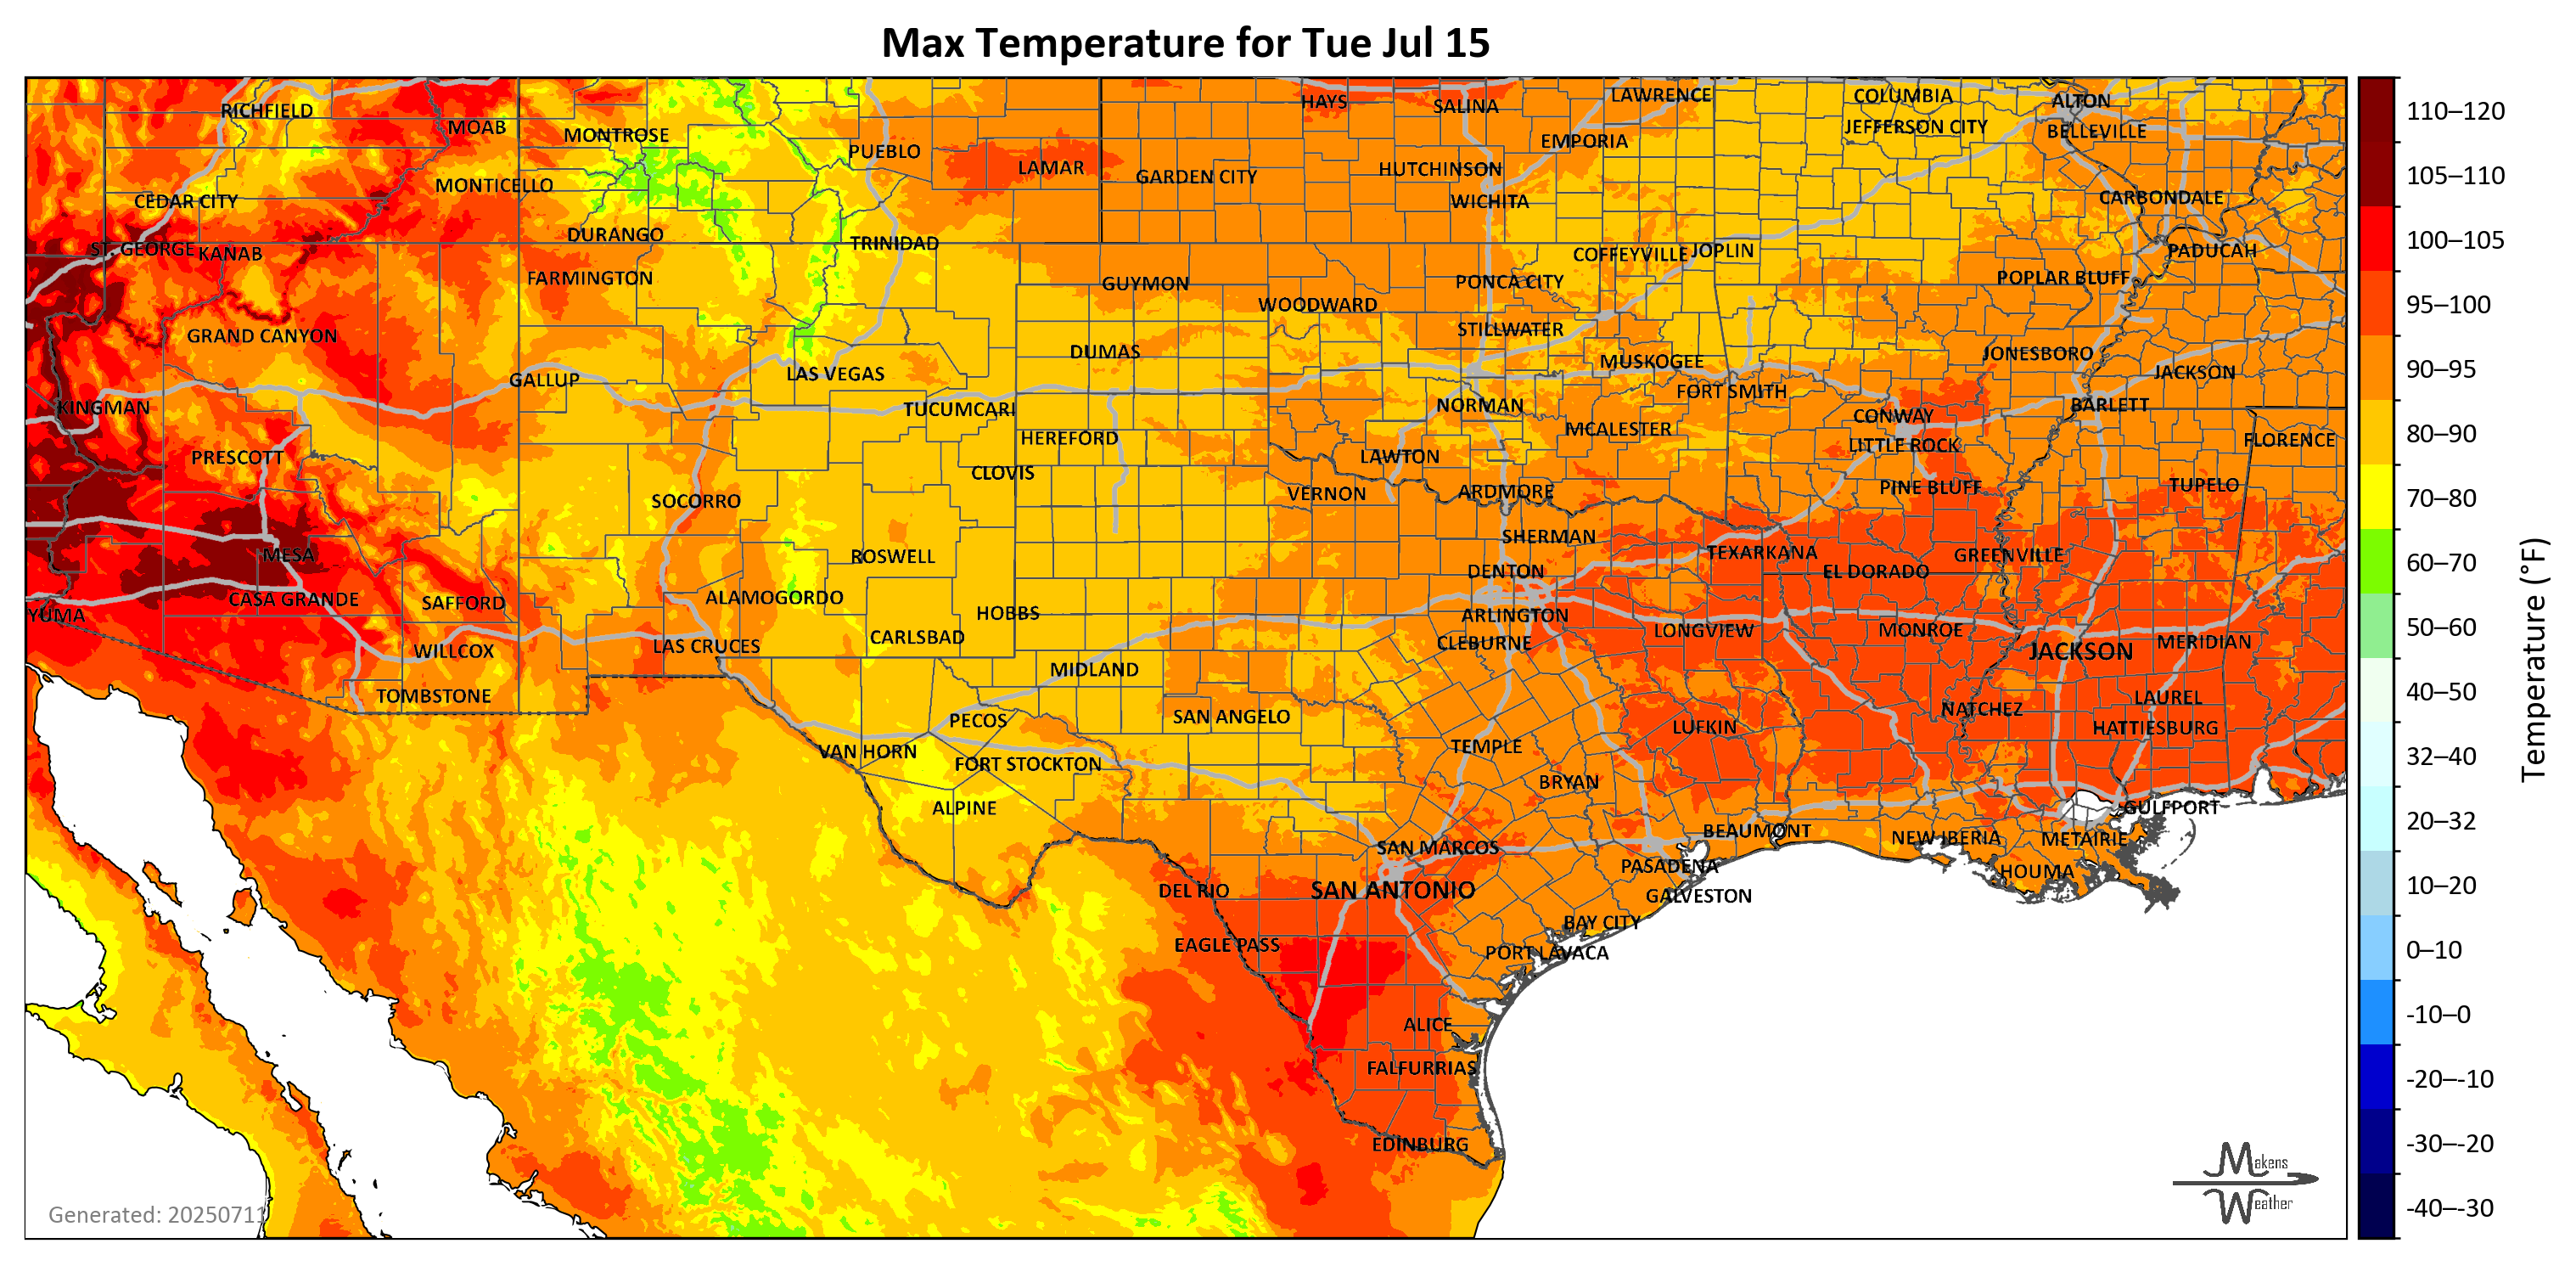 Max Temperature for Tue Jul 15
RICHFIELD
MOAB
MONTROSE
PUEBLO
LAMAR
HAYS
SALINA
LAWRENCE
COLUMBIA
ALTON
EMPORIA
JEFFERSON CITY
BELLEVILLE
MONTICELLO
GARDEN CITY
HUTCHINSON
CEDAR CITY
WICHITA
CARBONDALE
DURANGO
TRINIDAD
ST. GEORGE
KANAB
COFFEYVILLE
JOPLIN
PADUCAH
FARMINGTON
GUYMON
PONCA CITY
POPLAR BLUFF
WOODWARD
GRAND CANYON
STILLWATER
DUMAS
MUSKOGEE
JONESBORO
GALLUP
LAS VEGAS
FORT SMITH
JACKSON
KINGMAN
TUCUMCARI
NORMAN
CONWAY
BARLETT
HEREFORD
MCALESTER
LITTLE ROCK
FLORENCE
PRESCOTT
CLOVIS
LAWTON
SOCORRO
VERNON
ARDMORE
PINE BLUFF
TUPELO
MESA
ROSWELL
SHERMAN
TEXARKANA
GREENVILLE
DENTON
EL DORADO
YUMA
CASA GRANDE
SAFFORD
ALAMOGORDO
HOBBS
ARLINGTON
WILLCOX
LAS CRUCES
CARLSBAD
CLEBURNE
LONGVIEW
MONROE
JACKSON
MERIDIAN
MIDLAND
TOMBSTONE
PECOS
SAN ANGELO
LUFKIN
NATCHEZ
LAUREL
HATTIESBURG
VAN HORN
FORT STOCKTON
TEMPLE
BRYAN
ALPINE
GULFPORT
SAN MARCOS
BEAUMONT
NEW IBERIA
METAIRIE
DEL RIO
SAN ANTONIO
PASADENA
HOUMA
GALVESTON
EAGLE PASS
BAY CITY
PORT LAVACA
ALICE
FALFURRIAS
EDINBURG
Generated: 20250711
Makens
Weather
110–120
105–110
100–105
95–100
90–95
80–90
70–80
60–70
50–60
40–50
32–40
20–32
10–20
0–10
-10–0
-20–-10
-30–-20
-40–-30
Temperature (°F)